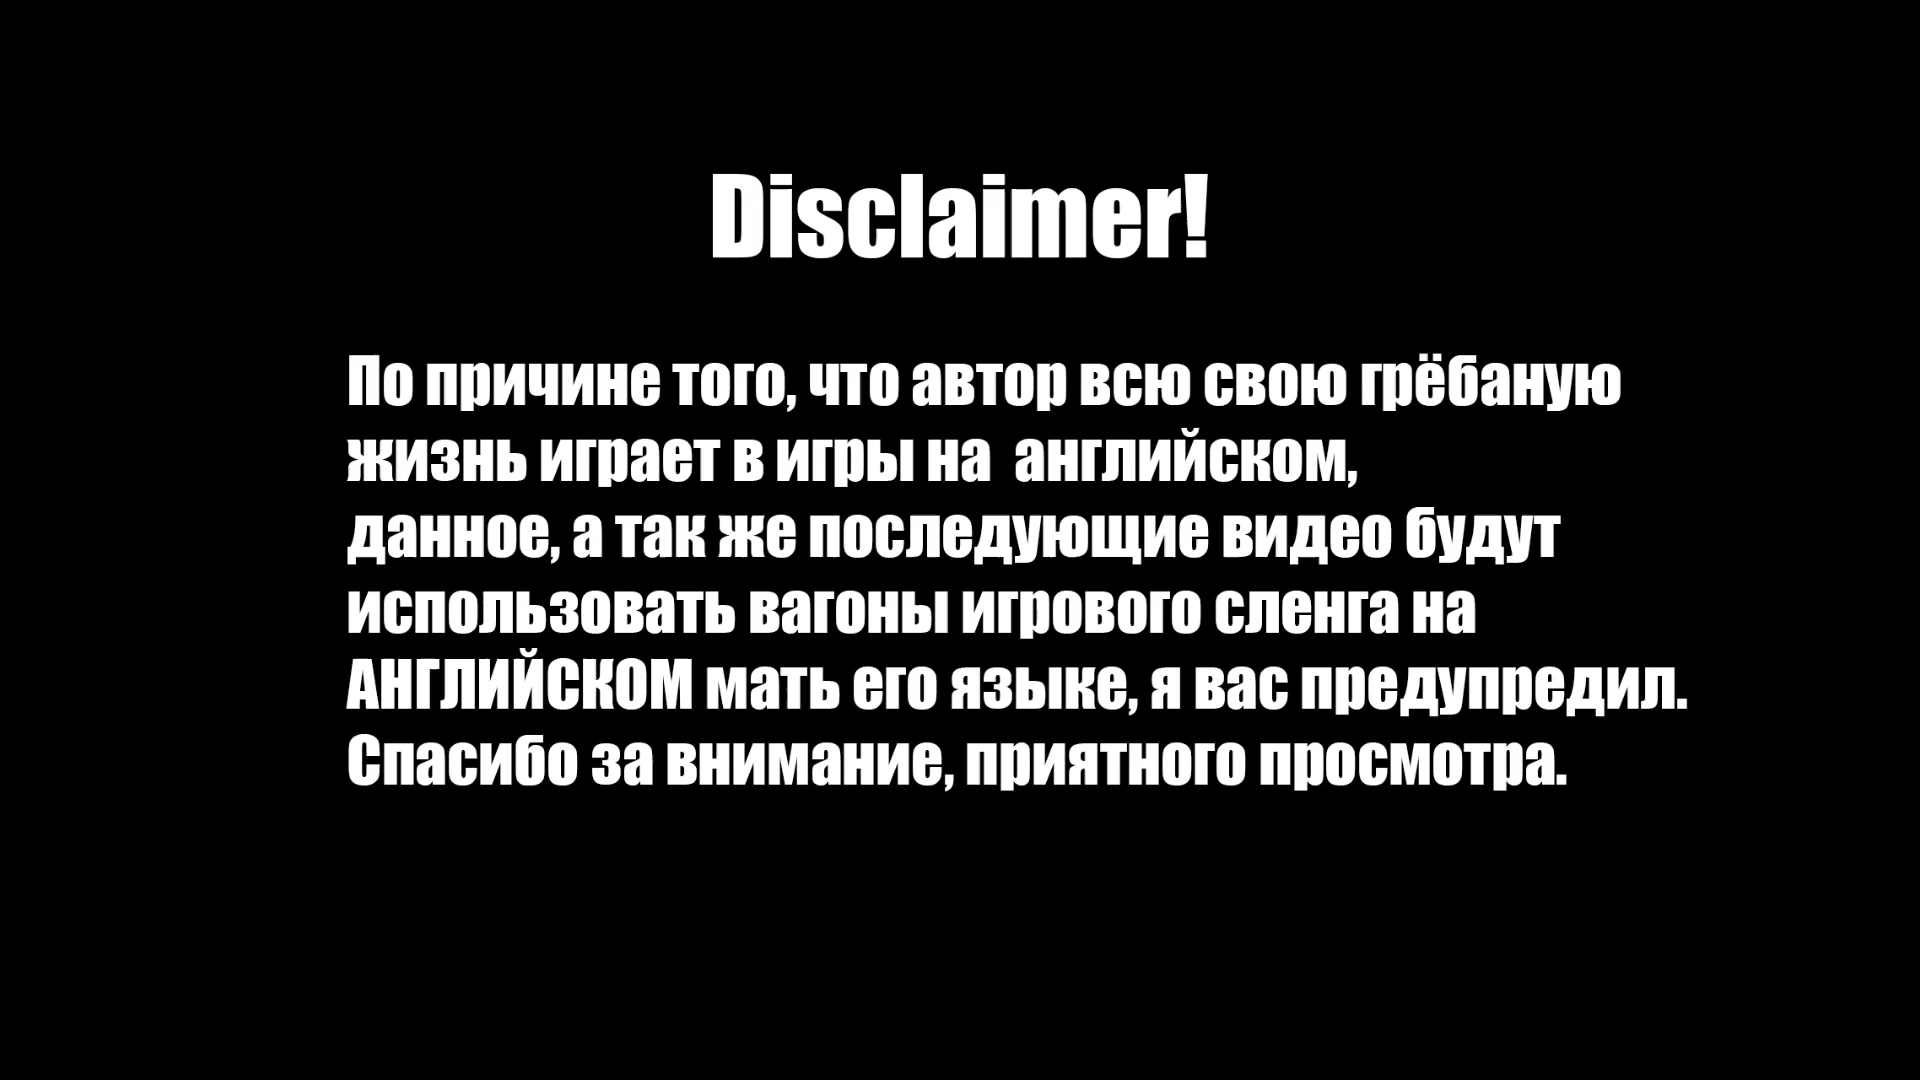 Disclaimer!
По причине того, что автор всю свою грёбаную
жизнь играет в игры на  английском,
данное, а так же последующие видео будут
использовать вагоны игрового сленга на
АНГЛИЙСКОМ мать его языке, я вас предупредил.
Спасибо за внимание, приятного просмотра.